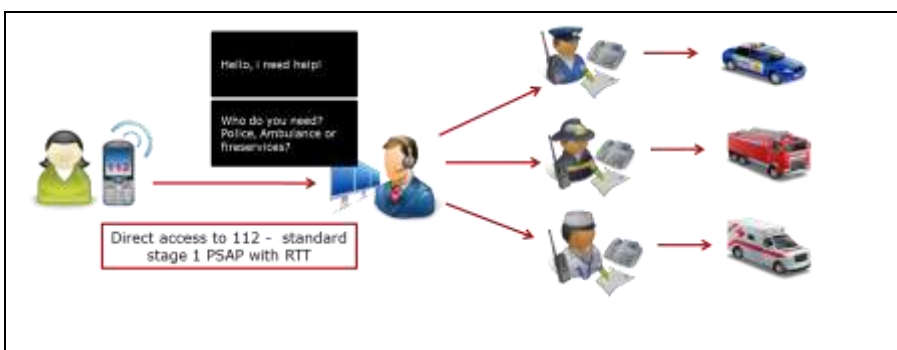 Hello, i need help!
Who do you need?
Police, Ambulance or
fireservices?
112
Direct access to 112 - standard
stage 1 PSAP with RTT